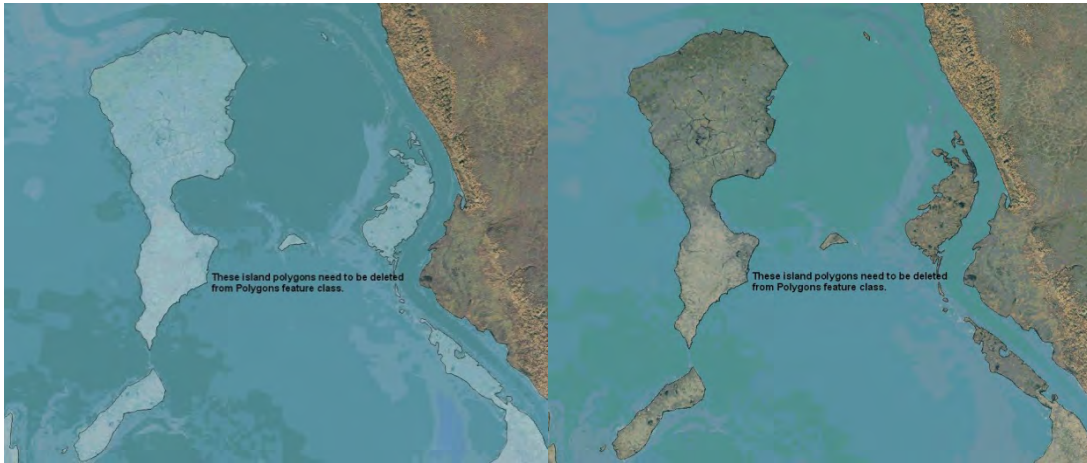 These island polygons need to be deleted
from Polygons feature class.
These island polygons need to be deleted
from Polygons feature class.